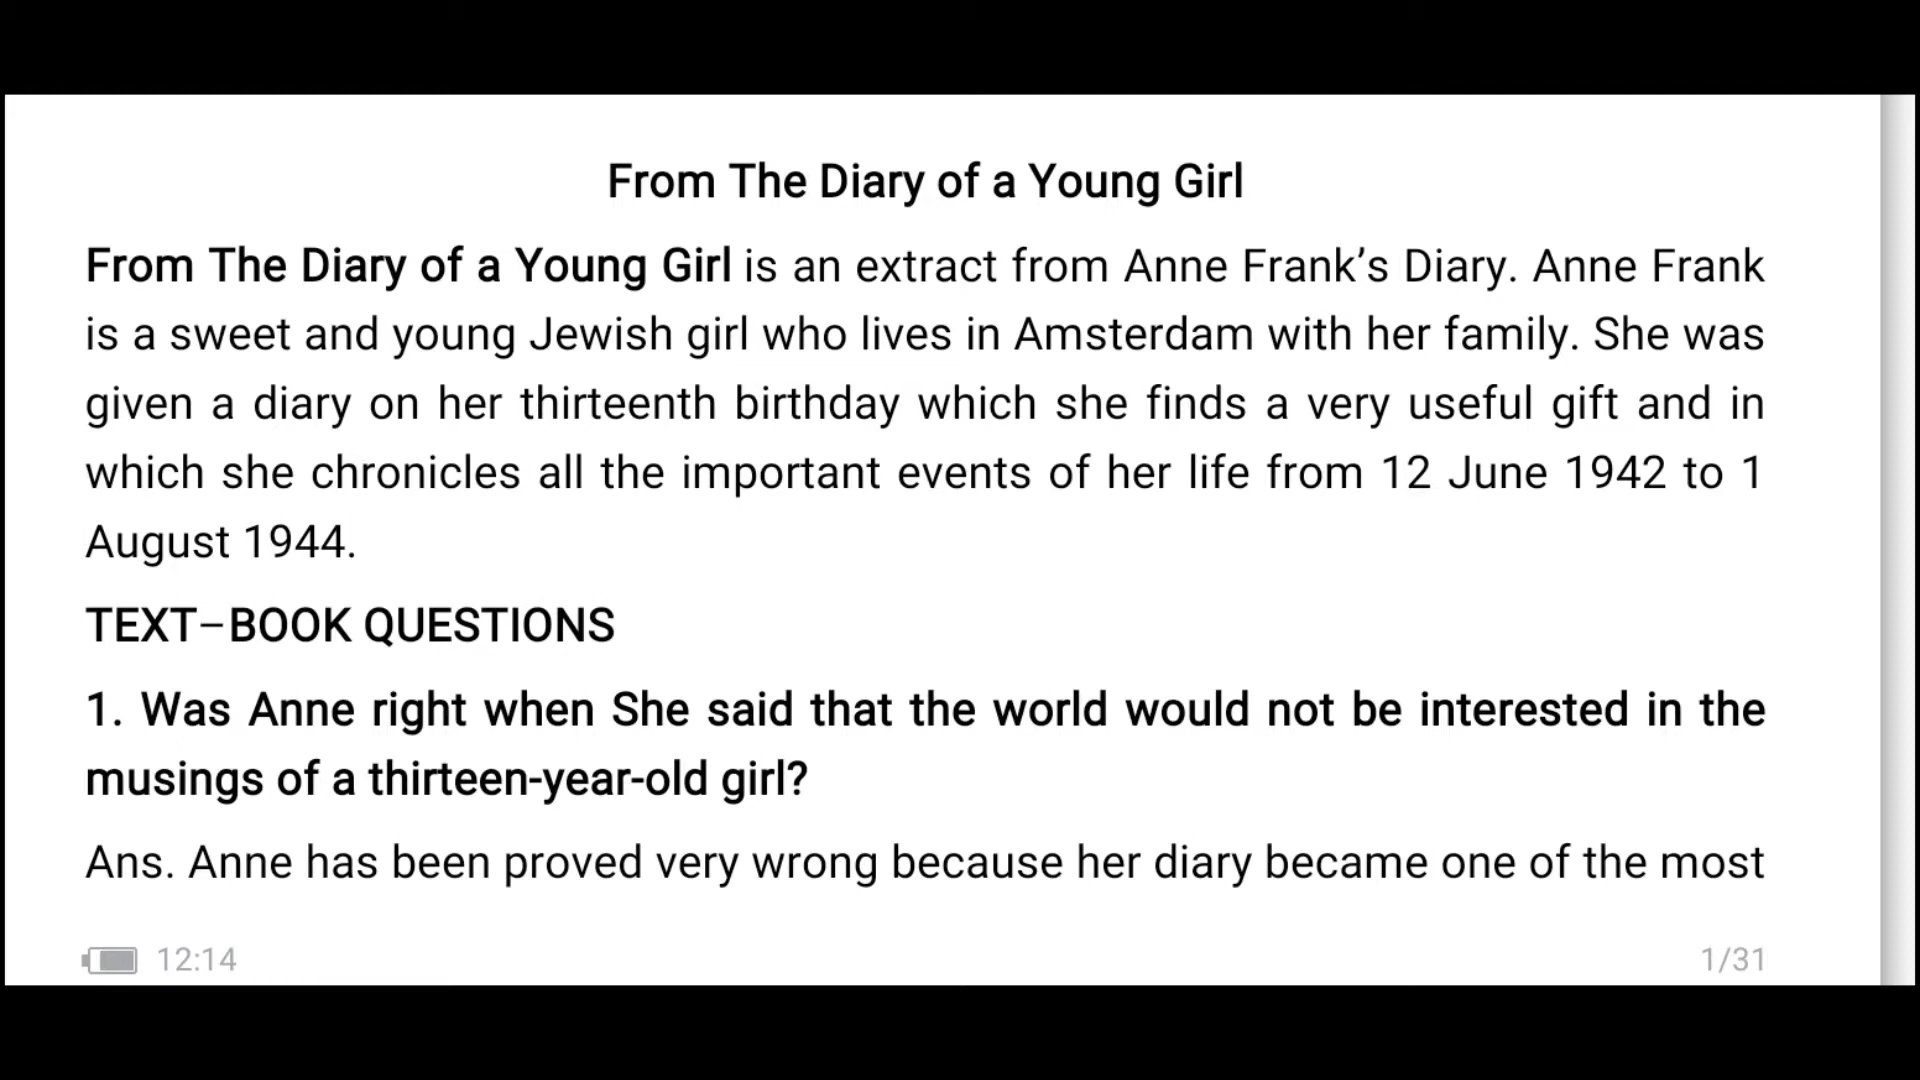 From The Diary of a Young Girl
From The Diary of a Young Girl is an extract from Anne Frank’s Diary. Anne Frank
is a sweet and young Jewish girl who lives in Amsterdam with her family. She was
given a diary on her thirteenth birthday which she finds a very useful gift and in
which she chronicles all the important events of her life from 12 June 1942 to 1
August 1944.
TEXT–BOOK QUESTIONS
1. Was Anne right when She said that the world would not be interested in the
musings of a thirteen-year-old girl?
Ans. Anne has been proved very wrong because her diary became one of the most
12:14
1/31